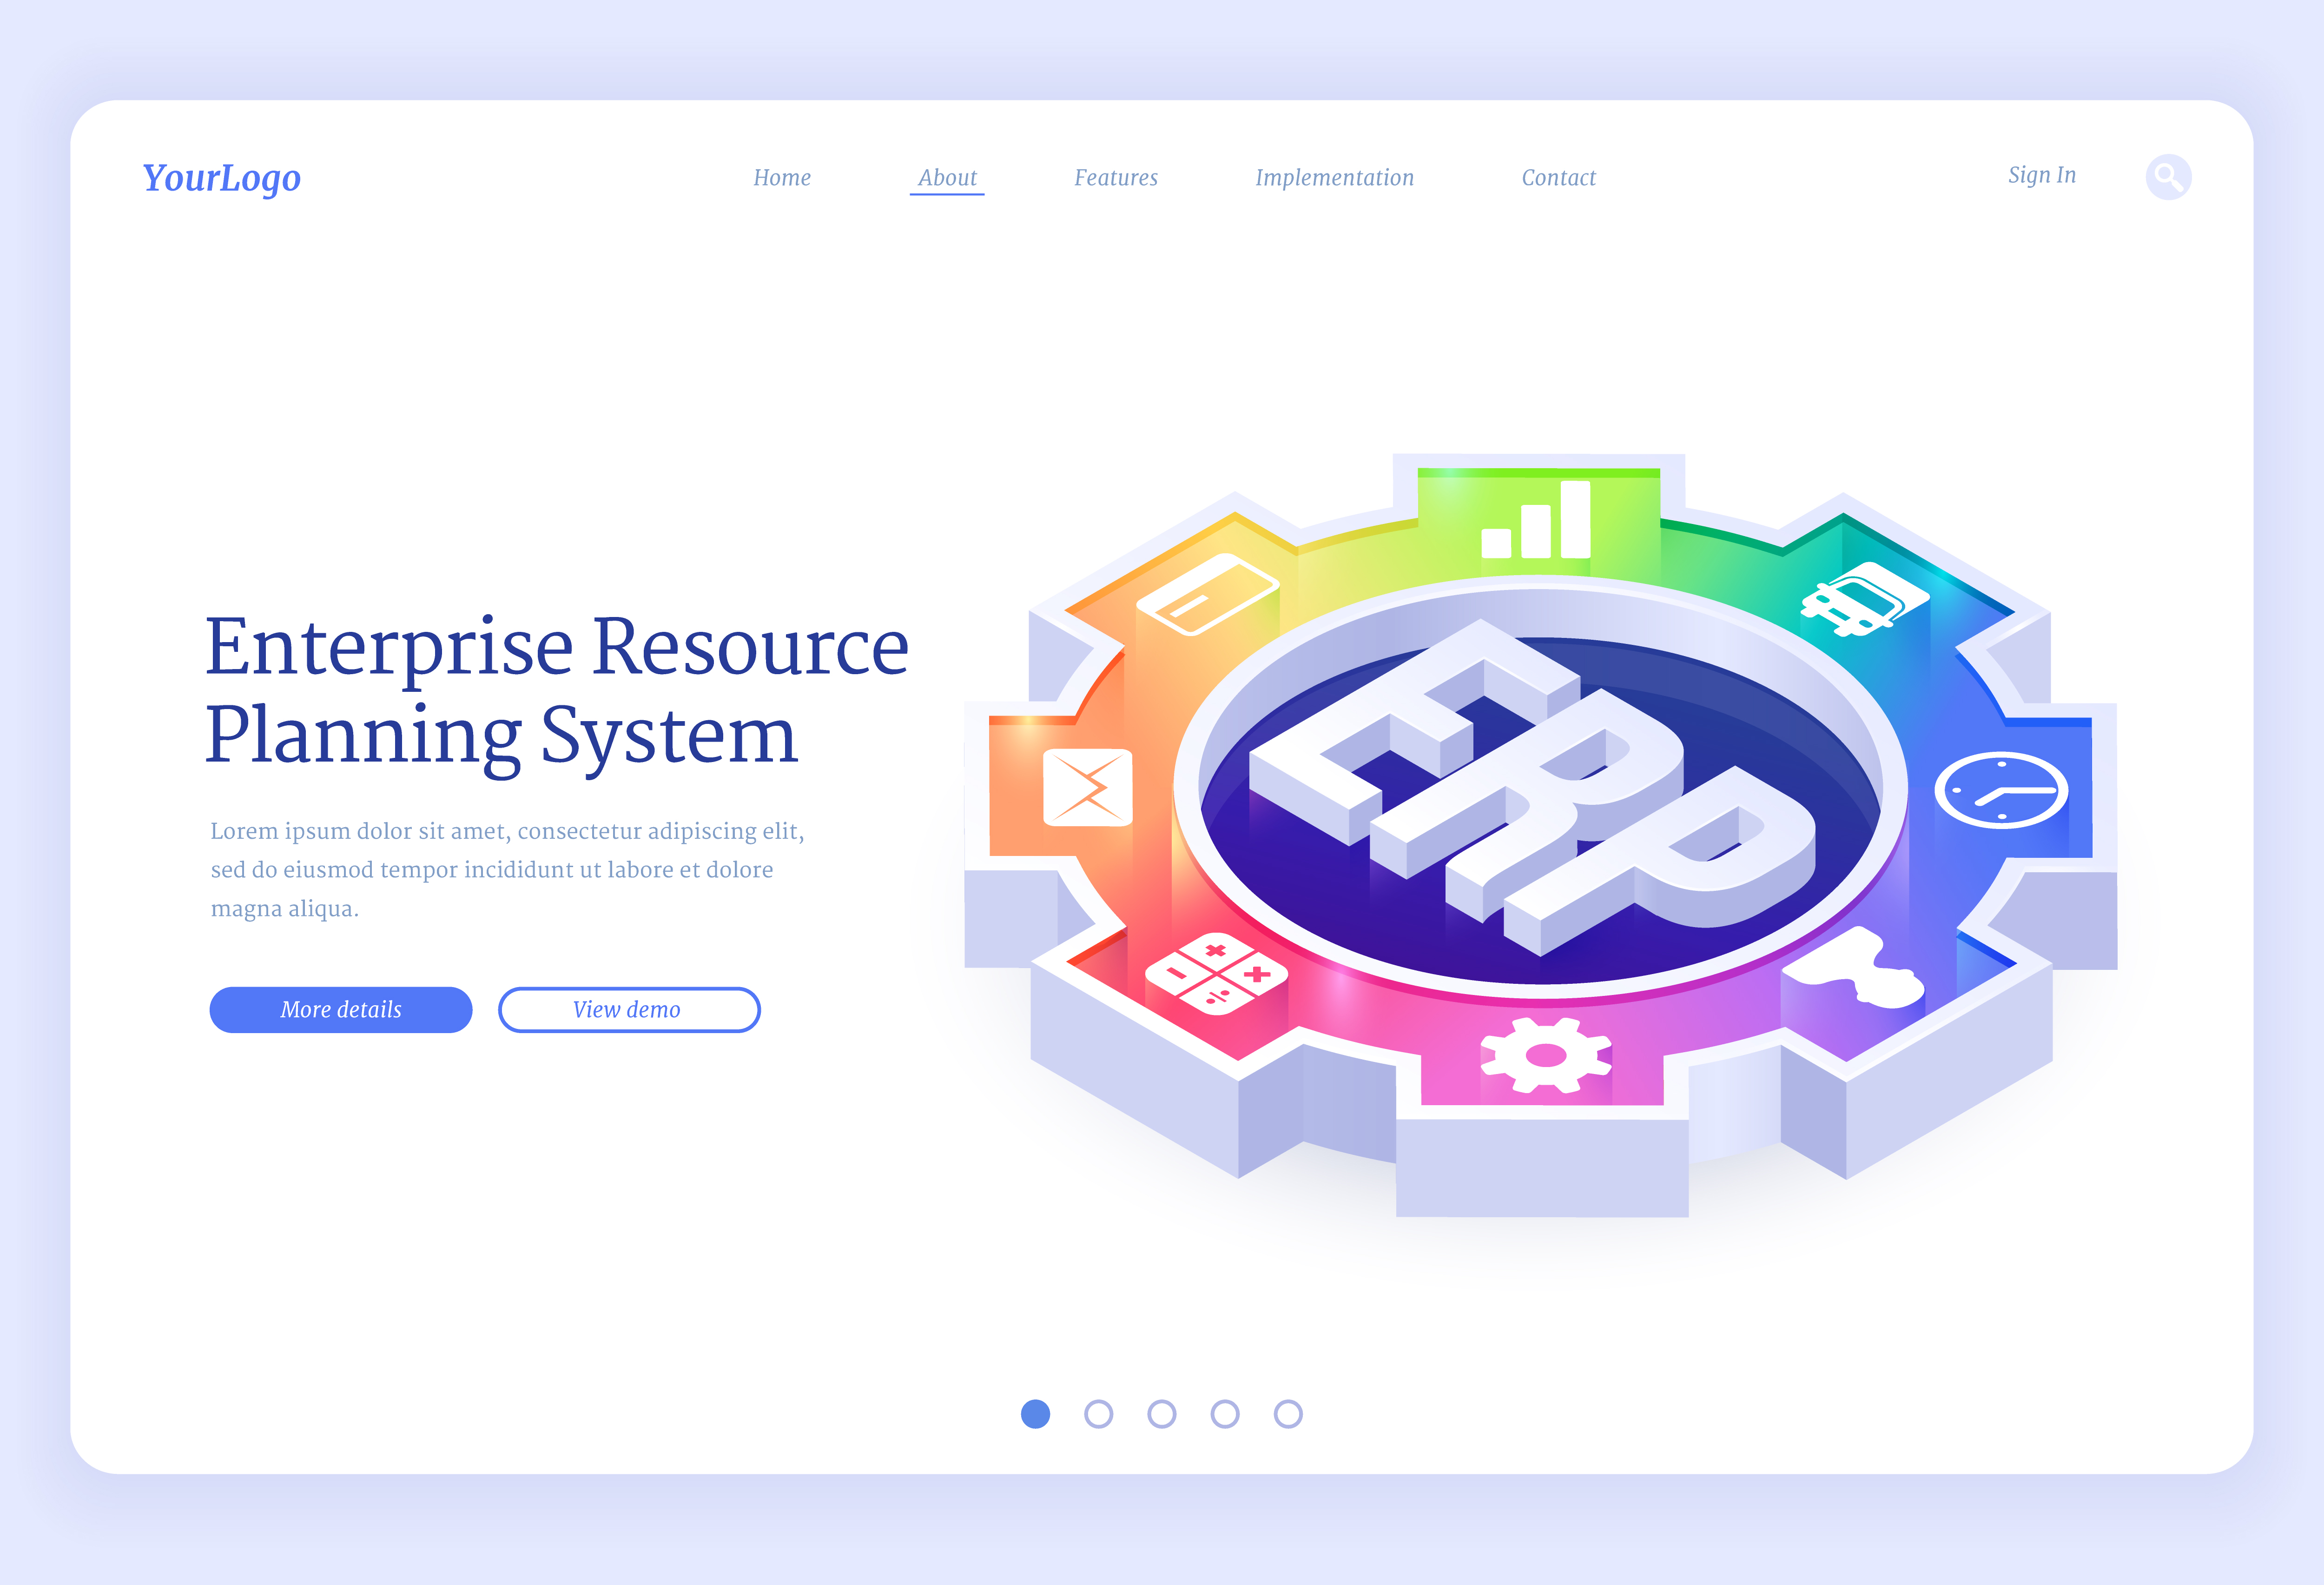 YourLogo
Home
About
Features
Implementation
Contact
Sign In
Enterprise Resource
Planning System
Lorem ipsum dolor sit amet, consectetur adipiscing elit,
sed do eiusmod tempor incididunt ut labore et dolore
magna aliqua.
More details
View demo
ERP